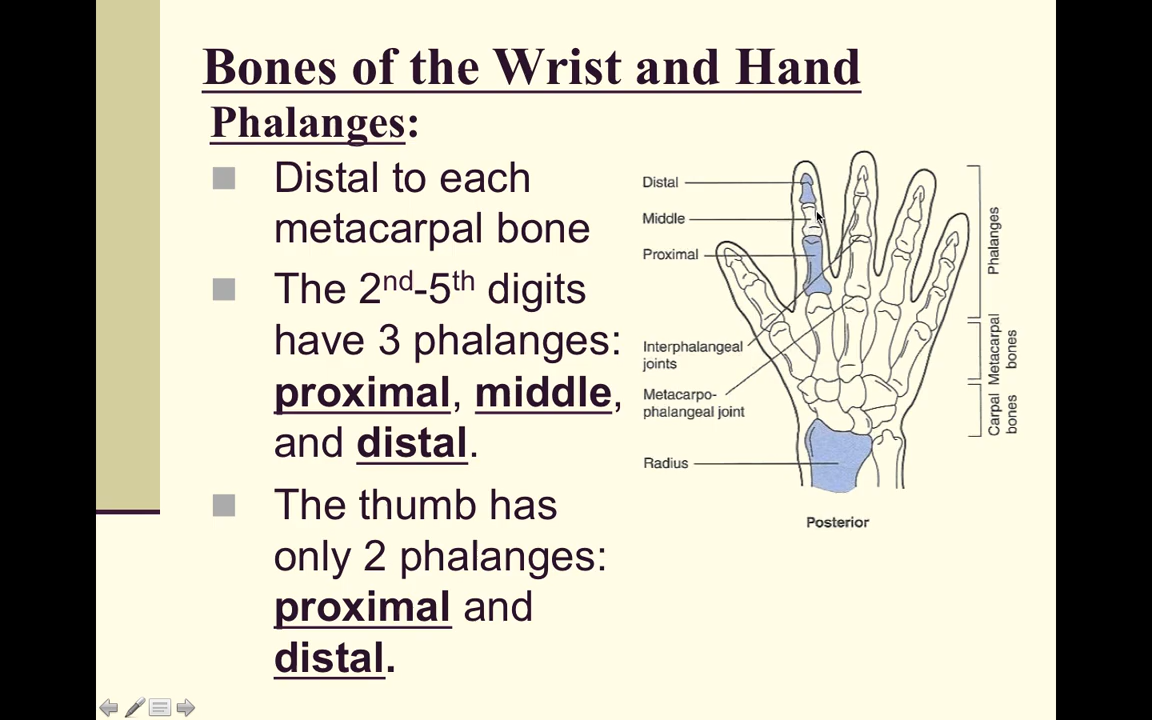 Bones of the Wrist and Hand
Phalanges:
Distal to each
metacarpal bone
The 2nd-5th digits
have 3 phalanges:
proximal, middle,
and distal.
The thumb has
only 2 phalanges:
proximal and
distal.
Distal
Middle
Proximal
Interphalangeal
joints
Metacarpo-
phalangeal joint
Radius
Phalanges
Metacarpal
bones
Carpal
bones
Posterior